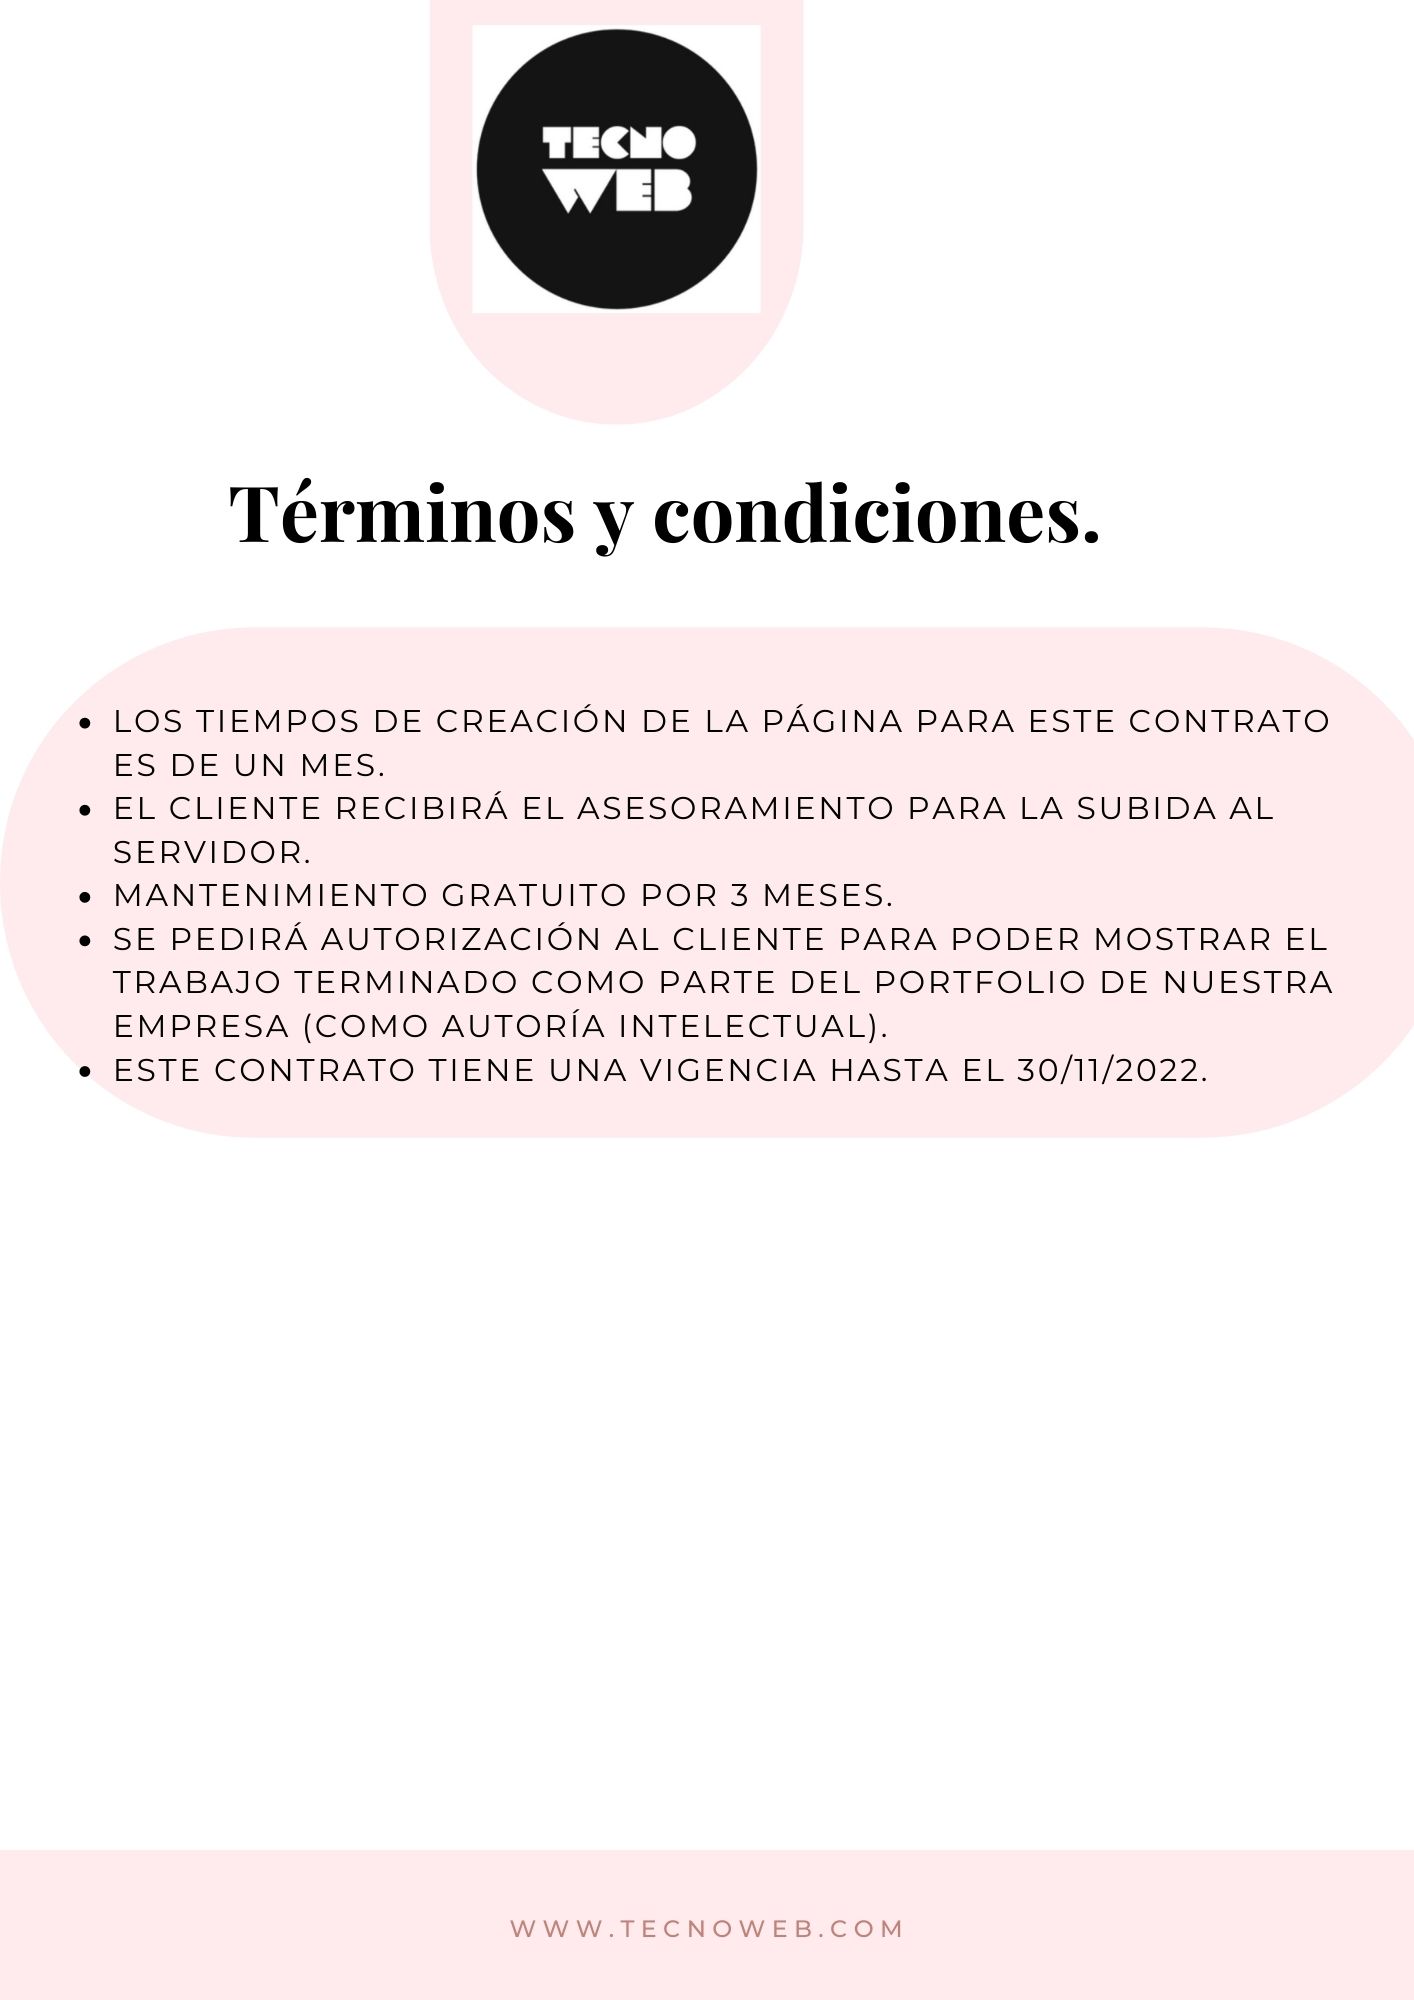 TECNO
WEB
Términos y condiciones.
• LOS TIEMPOS DE CREACIÓN DE LA PÁGINA PARA ESTE CONTRATO
ES DE UN MES.
• EL CLIENTE RECIBIRÁ EL ASESORAMIENTO PARA LA SUBIDA AL
SERVIDOR.
• MANTENIMIENTO GRATUITO POR 3 MESES.
• SE PEDIRÁ AUTORIZACIÓN AL CLIENTE PARA PODER MOSTRAR EL
TRABAJO TERMINADO COMO PARTE DEL PORTFOLIO DE NUESTRA
EMPRESA (COMO AUTORÍA INTELECTUAL).
• ESTE CONTRATO TIENE UNA VIGENCIA HASTA EL 30/11/2022.
WWW.TECNOWEB.COM